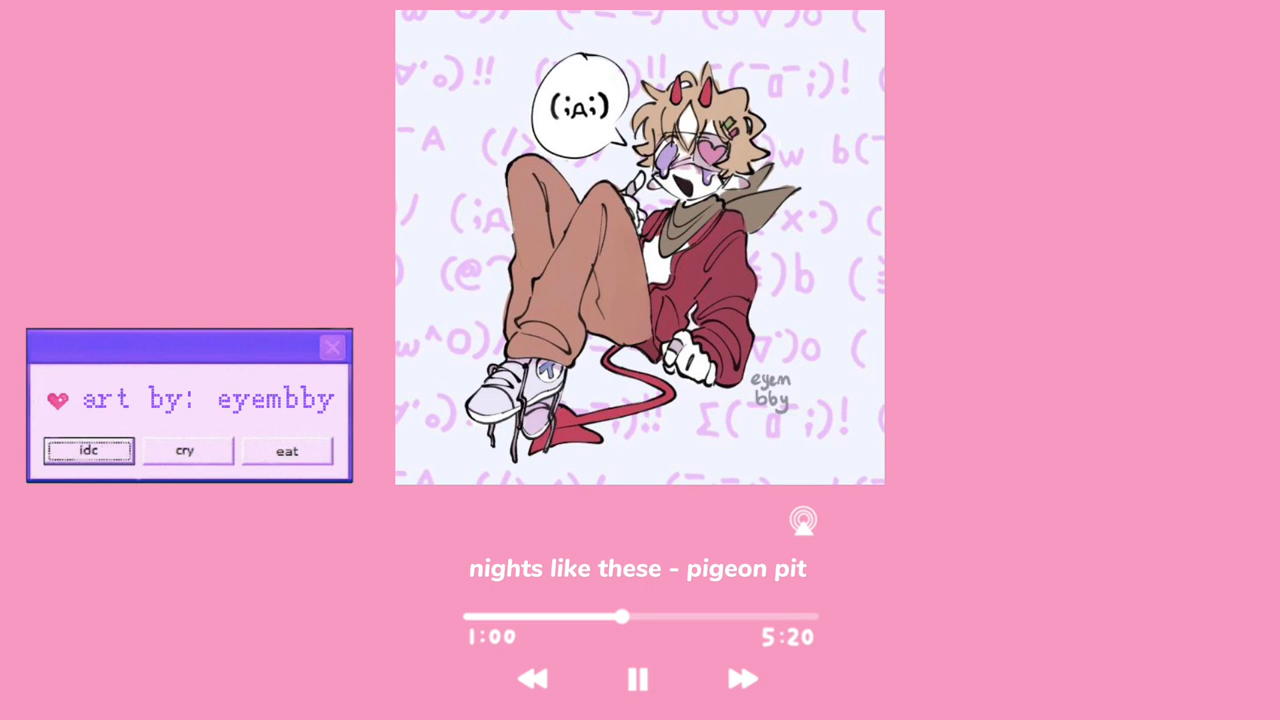 (;д;)
♥ art by: eyembby
idc
cry
eat
eyem
bby
nights like these - pigeon pit
1:00
5:20